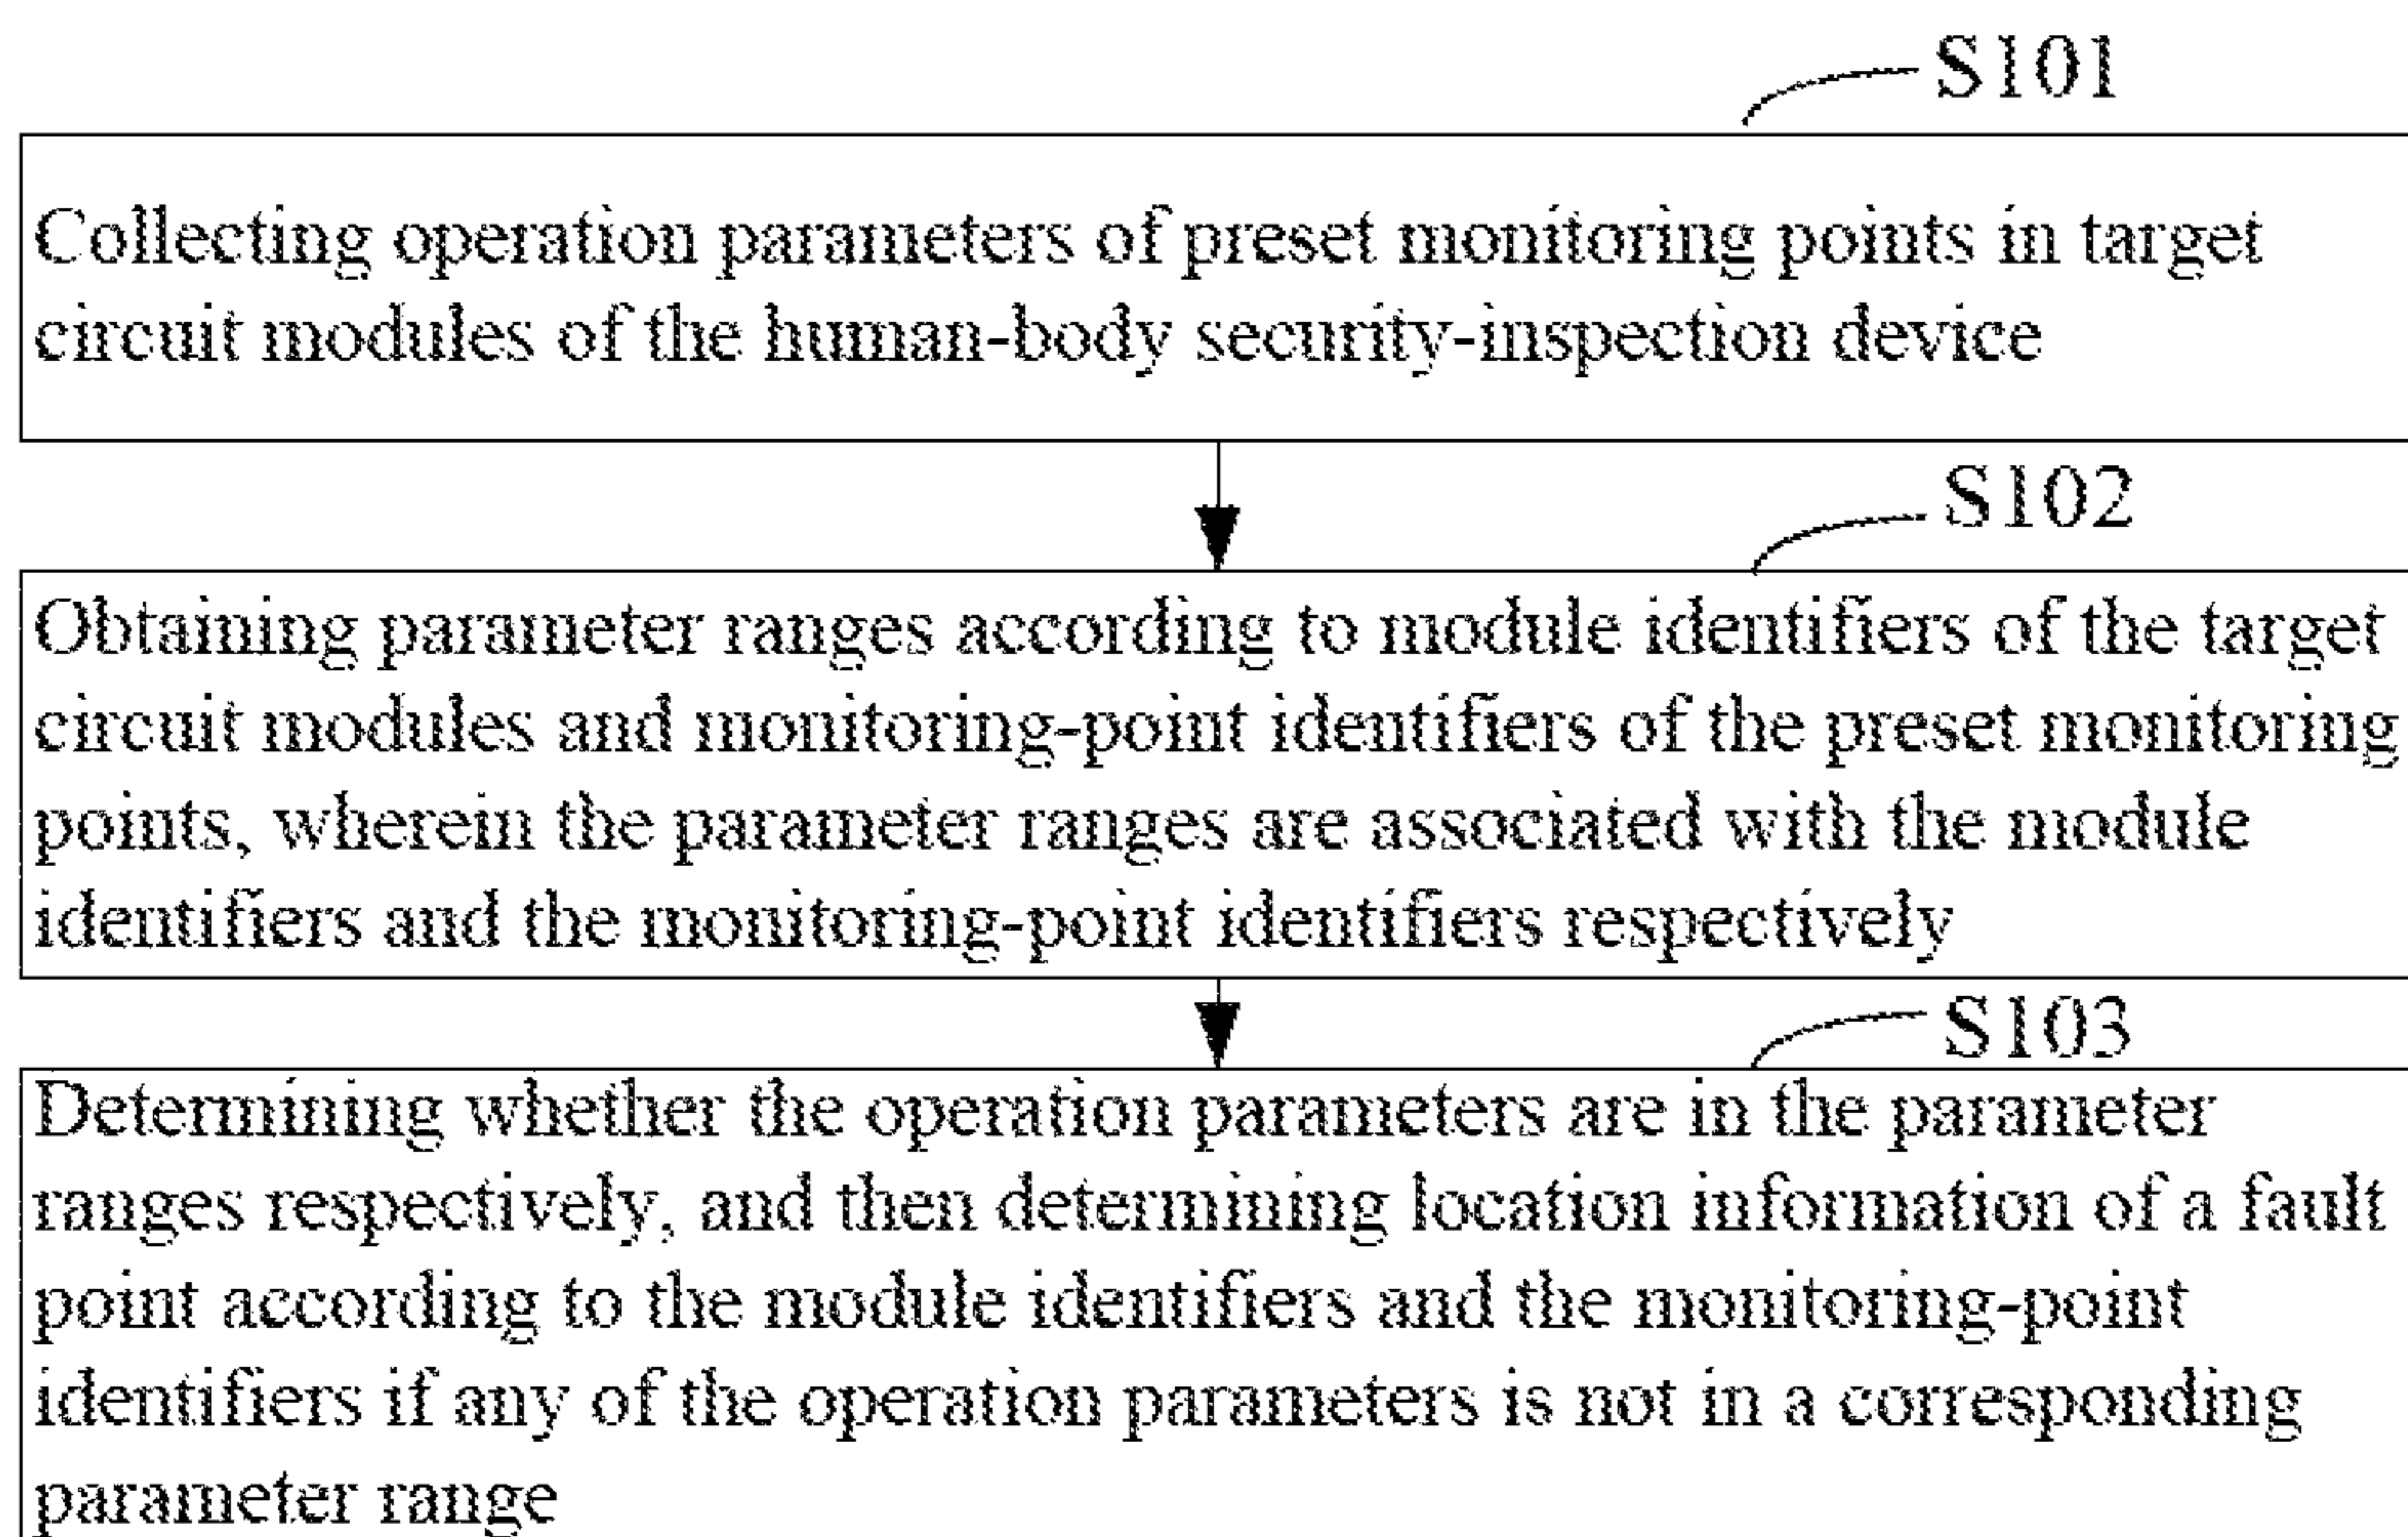 S101
Collecting operation parameters of preset monitoring points in target
circuit modules of the human-body security-inspection device
S102
Obtaining parameter ranges according to module identifiers of the target
circuit modules and monitoring-point identifiers of the preset monitoring
points, wherein the parameter ranges are associated with the module
identifiers and the monitoring-point identifiers respectively
S103
Determining whether the operation parameters are in the parameter
ranges respectively, and then determining location information of a fault
point according to the module identifiers and the monitoring-point
identifiers if any of the operation parameters is not in a corresponding
parameter range